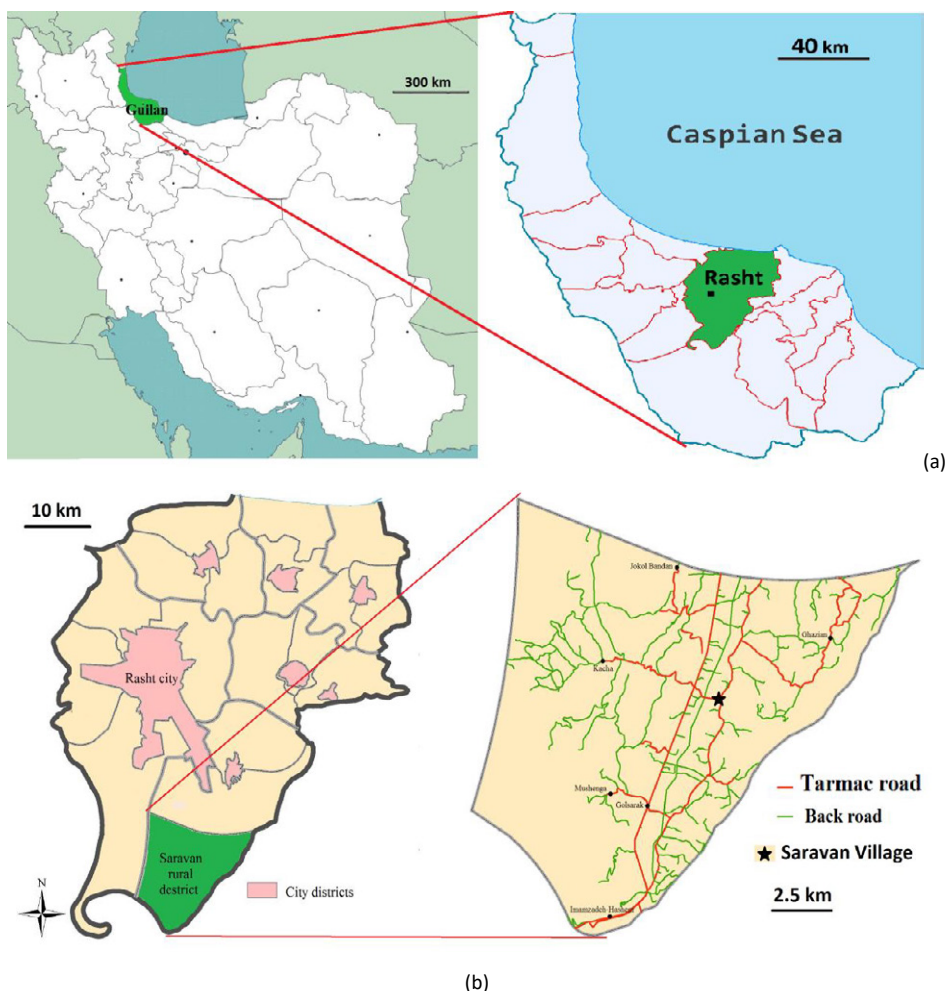 300 km
Guilan
40 km
Caspian Sea
Rasht
(a)
10 km
Rasht city
Saravan
rural
destrict
N
City districts
Jokol Bandan
Ghazian
Kacha
Mushenga
Golsarak
Imamzadeh Hashem
Tarmac road
Back road
Saravan Village
2.5 km
(b)